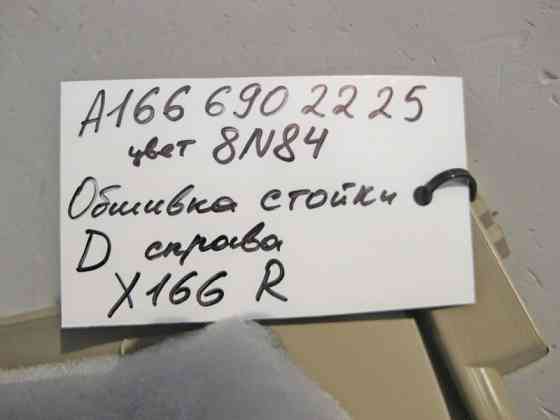 A166 690 22 25
цвет 8N84
Обшивка стойки
D справа
X166 R